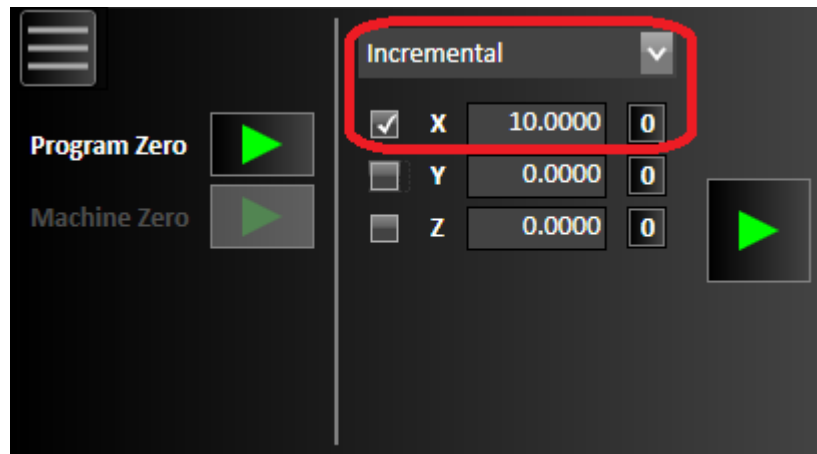 Incremental
X 10.0000 0
Program Zero
Y 0.0000 0
Machine Zero
Z 0.0000 0